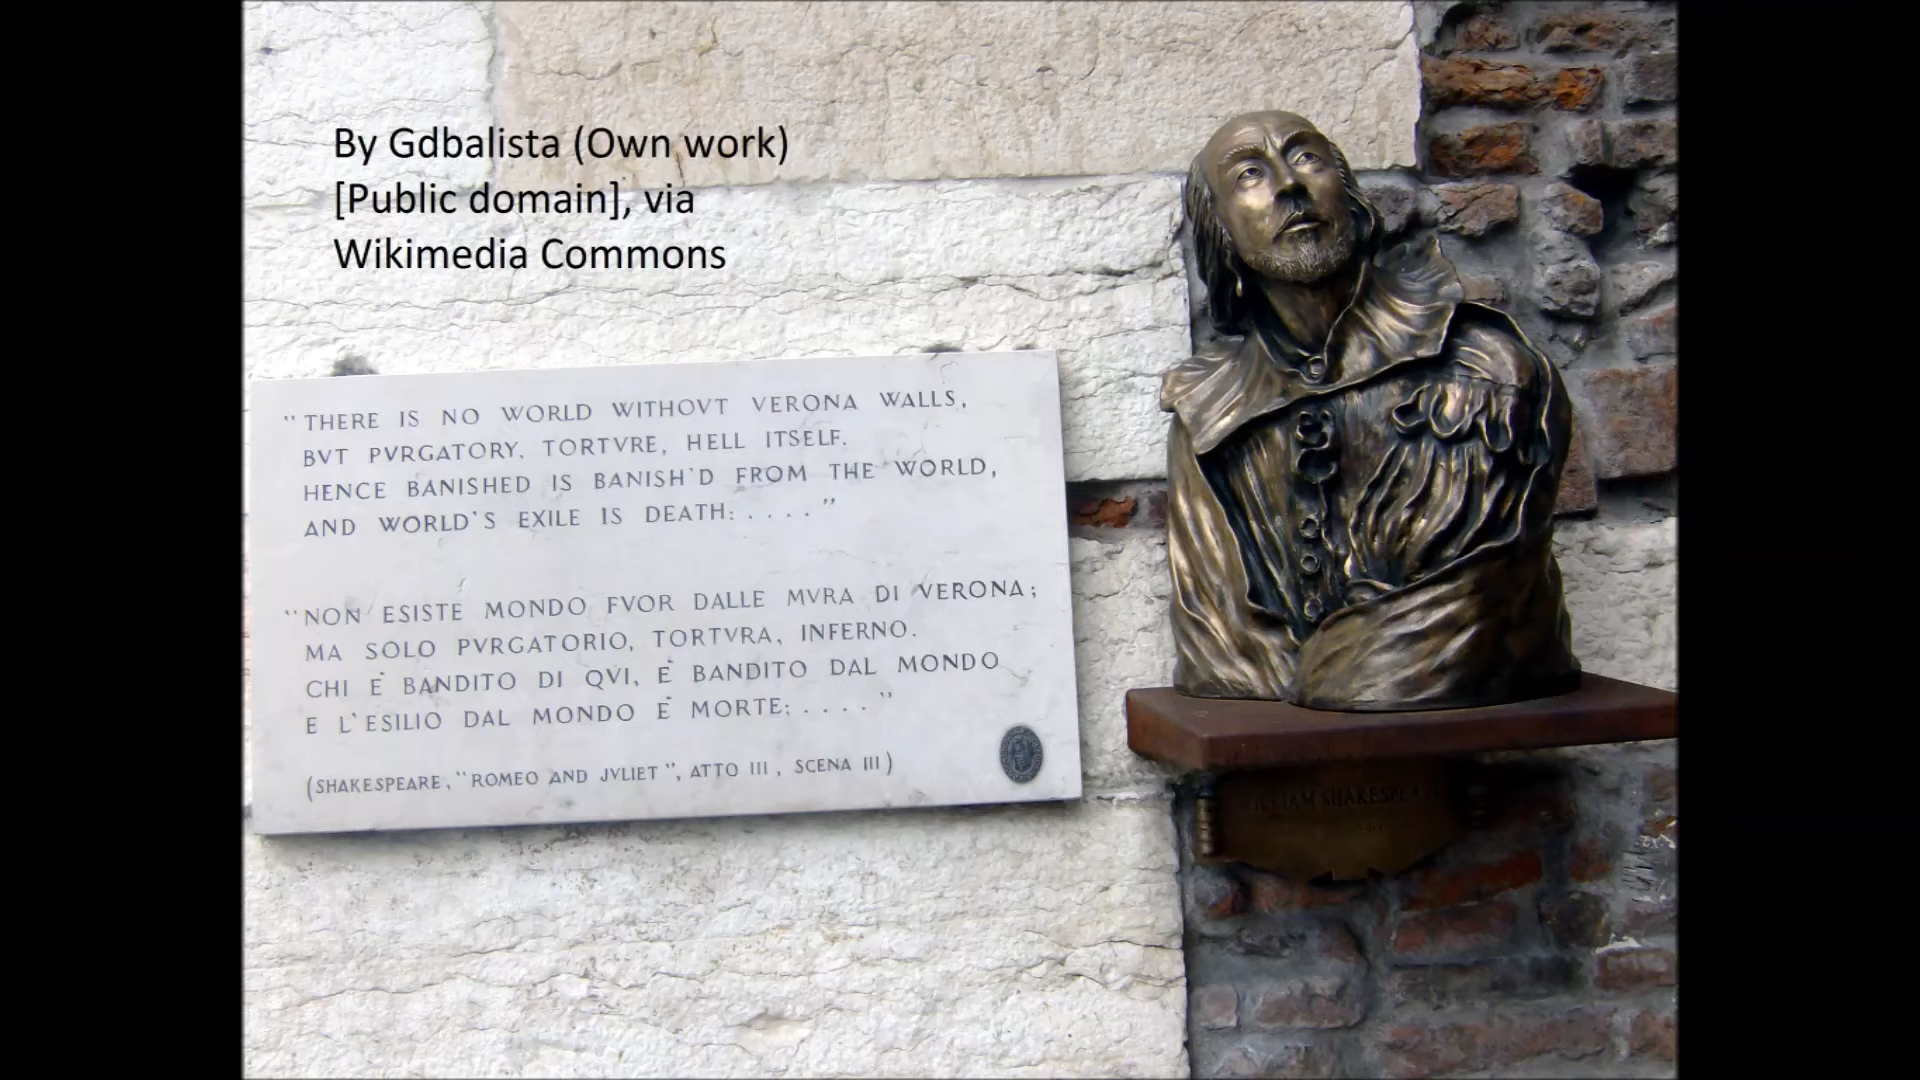 By Gdbalista (Own work)
[Public domain], via
Wikimedia Commons
“THERE IS NO WORLD WITHOVT VERONA WALLS,
BVT PVRGATORY, TORTVRE, HELL ITSELF.
HENCE BANISHED IS BANISH'D FROM THE WORLD,
AND WORLD'S EXILE IS DEATH: . . . . ”
“NON ESISTE MONDO FVOR DALLE MVRA DI VERONA;
MA SOLO PVRGATORIO, TORTVRA, INFERNO.
CHI È BANDITO DI QVI, È BANDITO DAL MONDO
E L'ESILIO DAL MONDO È MORTE: . . . . ”
(SHAKESPEARE, “ROMEO AND JVLIET”, ATTO III, SCENA III)
WILLIAM SHAKESPEARE